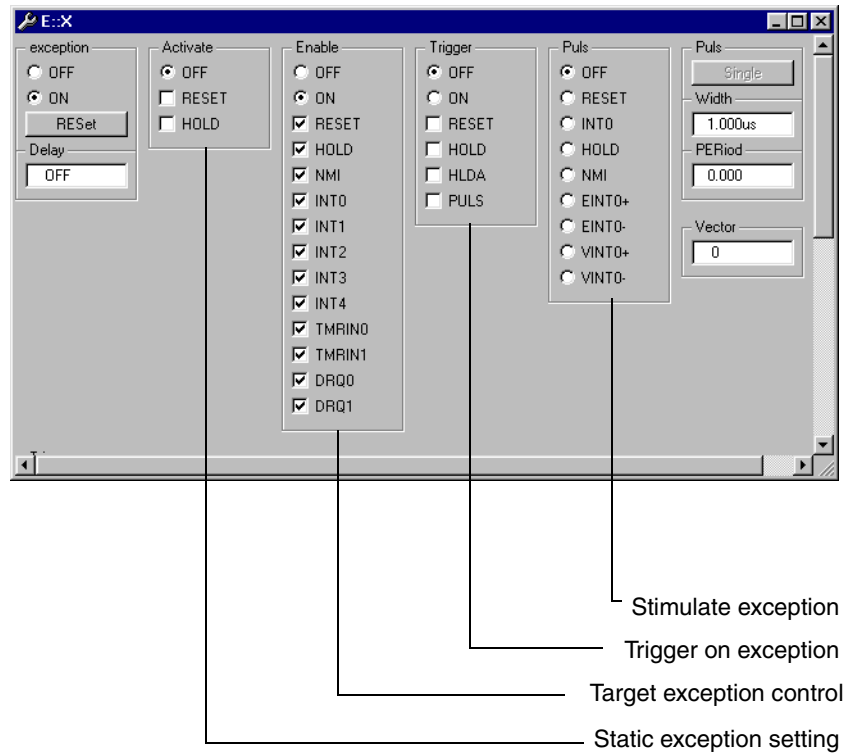 E::X
exception
OFF
ON
RESet
Delay
OFF
Activate
OFF
RESET
HOLD
Enable
OFF
ON
RESET
HOLD
NMI
INT0
INT1
INT2
INT3
INT4
TMRIN0
TMRIN1
DRQ0
DRQ1
Trigger
OFF
ON
RESET
HOLD
HLDA
PULS
Puls
OFF
RESET
INT0
HOLD
NMI
EINT0+
EINT0-
VINT0+
VINT0-
Puls
Single
Width
1.000us
PERiod
0.000
Vector
0
Stimulate exception
Trigger on exception
Target exception control
Static exception setting